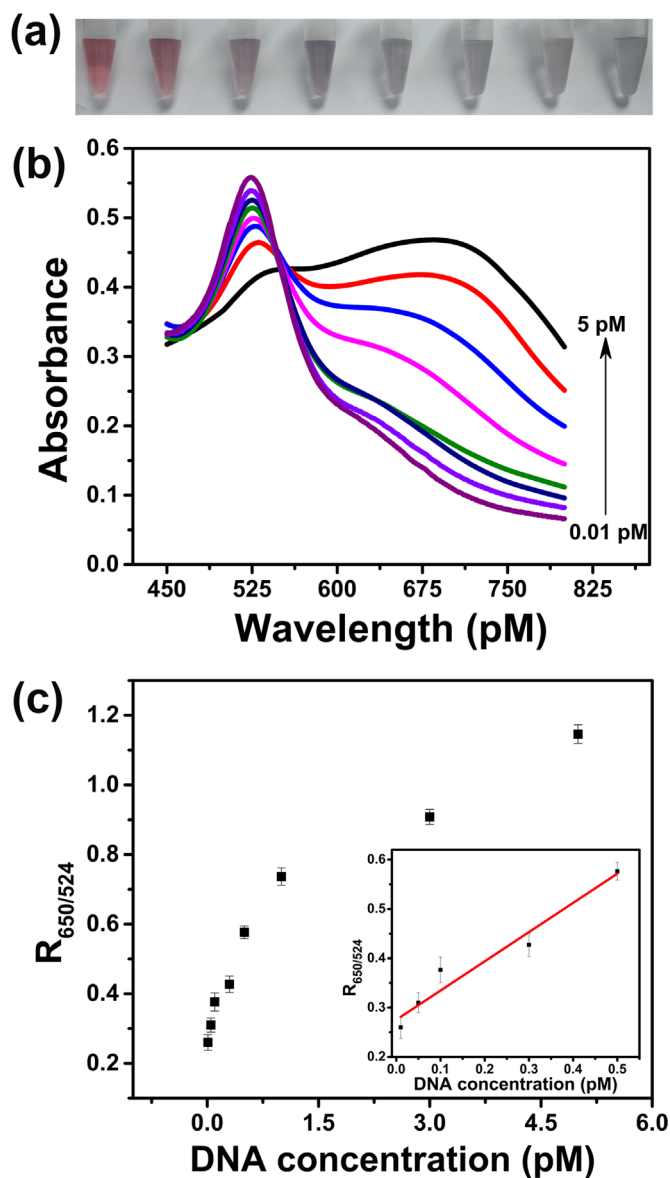 (a)
(b)
0.6
0.5
0.4
0.3
0.2
0.1
0.0
Absorbance
5 pM
0.01 pM
450 525 600 675 750 825
Wavelength (pM)
(c)
1.2
1.0
0.8
0.6
0.4
0.2
R650/524
0.6
0.5
0.4
0.3
0.2
R650/524
0.0 0.1 0.2 0.3 0.4 0.5
DNA concentration (pM)
0.0 1.5 3.0 4.5 6.0
DNA concentration (pM)